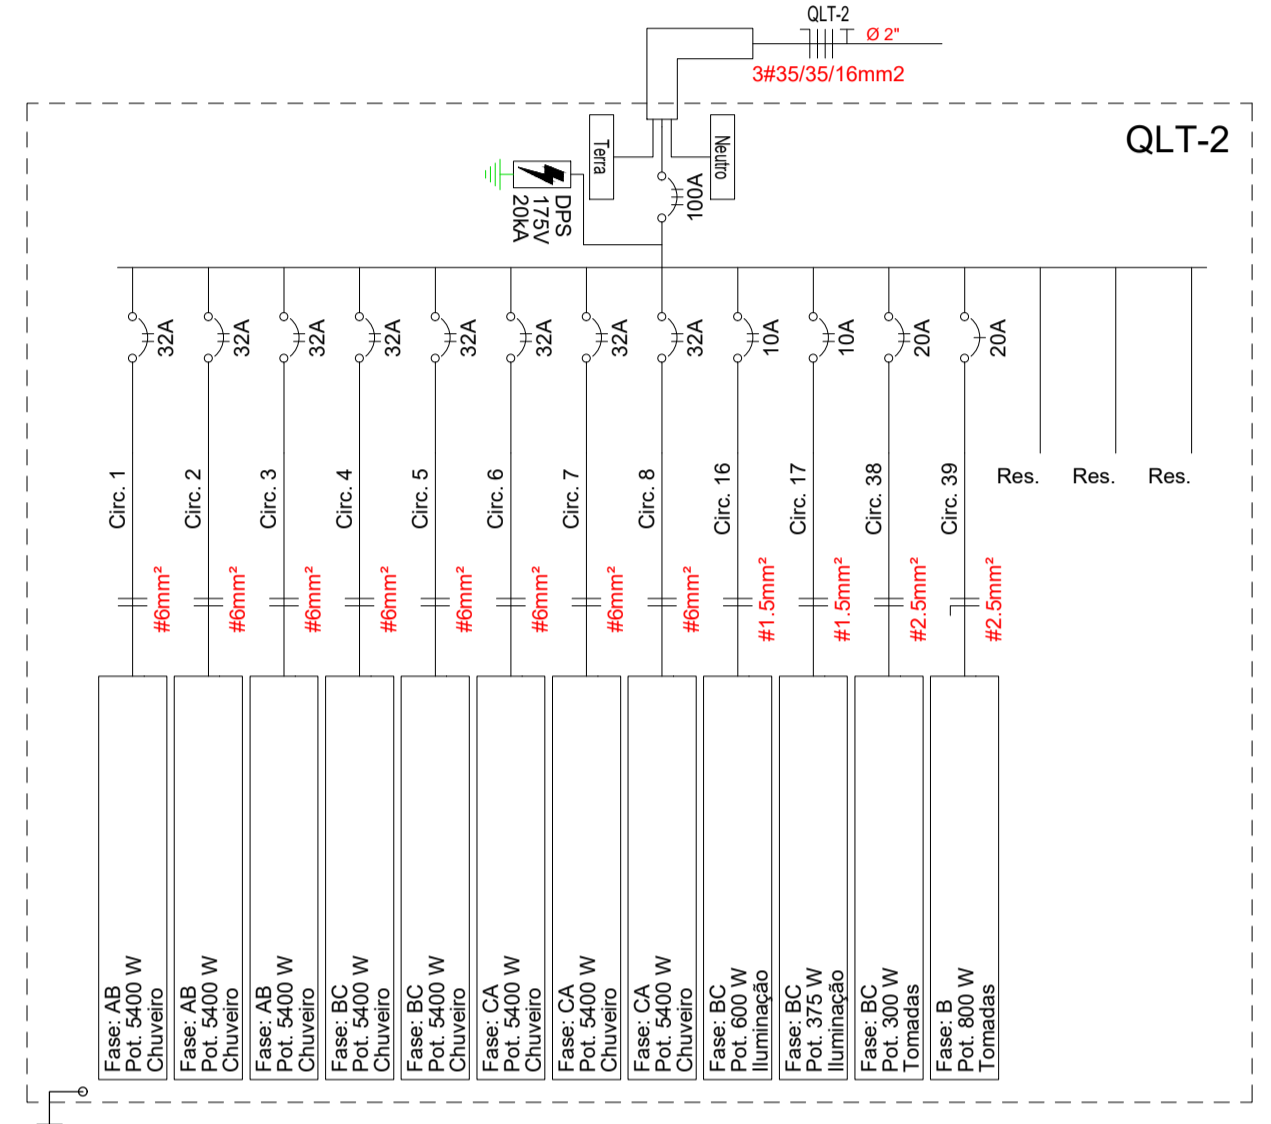 QLT-2
Ø 2"
3#35/35/16mm2
QLT-2
Terra
Neutro
100A
DPS
175V
20kA
32A
32A
32A
32A
32A
32A
32A
32A
10A
10A
20A
20A
Circ. 1
Circ. 2
Circ. 3
Circ. 4
Circ. 5
Circ. 6
Circ. 7
Circ. 8
Circ. 16
Circ. 17
Circ. 38
Circ. 39
Res.
Res.
Res.
#6mm²
#6mm²
#6mm²
#6mm²
#6mm²
#6mm²
#6mm²
#6mm²
#1.5mm²
#1.5mm²
#2.5mm²
#2.5mm²
Fase: AB
Pot. 5400 W
Chuveiro
Fase: AB
Pot. 5400 W
Chuveiro
Fase: AB
Pot. 5400 W
Chuveiro
Fase: BC
Pot. 5400 W
Chuveiro
Fase: BC
Pot. 5400 W
Chuveiro
Fase: CA
Pot. 5400 W
Chuveiro
Fase: CA
Pot. 5400 W
Chuveiro
Fase: CA
Pot. 5400 W
Chuveiro
Fase: BC
Pot. 600 W
Iluminação
Fase: BC
Pot. 375 W
Iluminação
Fase: BC
Pot. 300 W
Tomadas
Fase: B
Pot. 800 W
Tomadas